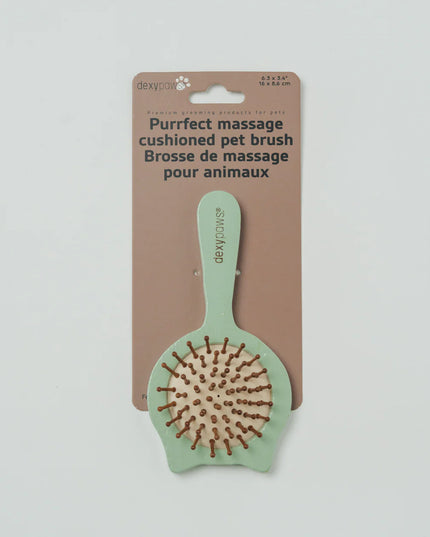 dexypaws
6.3 x 3.4"
16 x 8.6 cm
Premium grooming products for pets
Purrfect massage
cushioned pet brush
Brosse de massage
pour animaux
dexypaws®